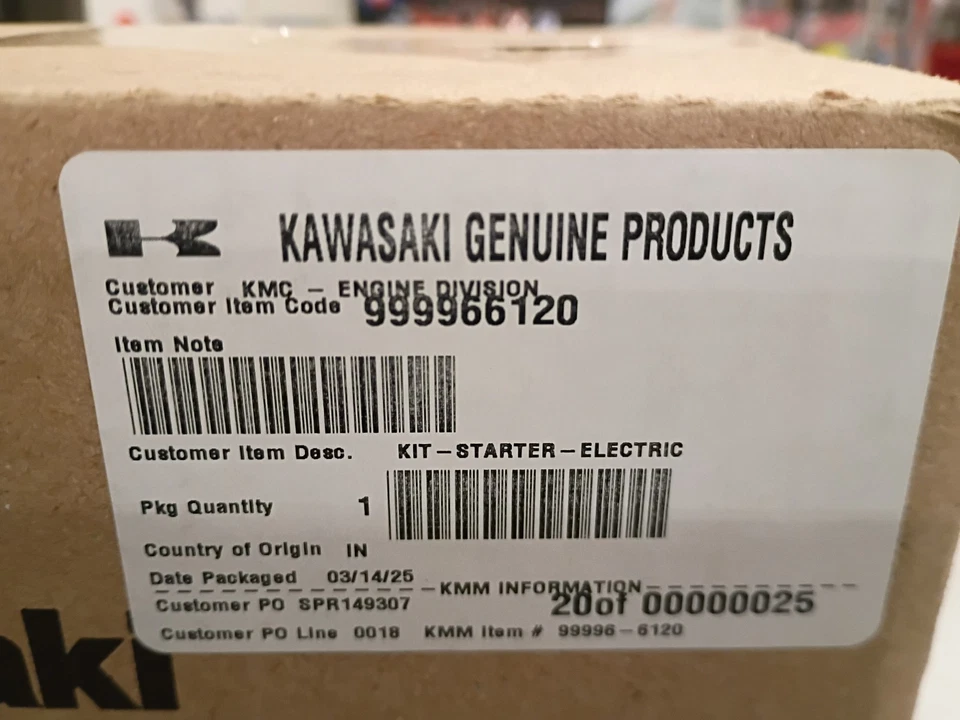 KAWASAKI GENUINE PRODUCTS
Customer KMC - ENGINE DIVISION
Customer Item Code 999966120
Item Note
Customer Item Desc. KIT-STARTER-ELECTRIC
Pkg Quantity 1
Country of Origin IN
Date Packaged 03/14/25
KMM INFORMATION
Customer PO SPR149307 20of 00000025
Customer PO Line 0018 KMM Item # 99996-6120
aki